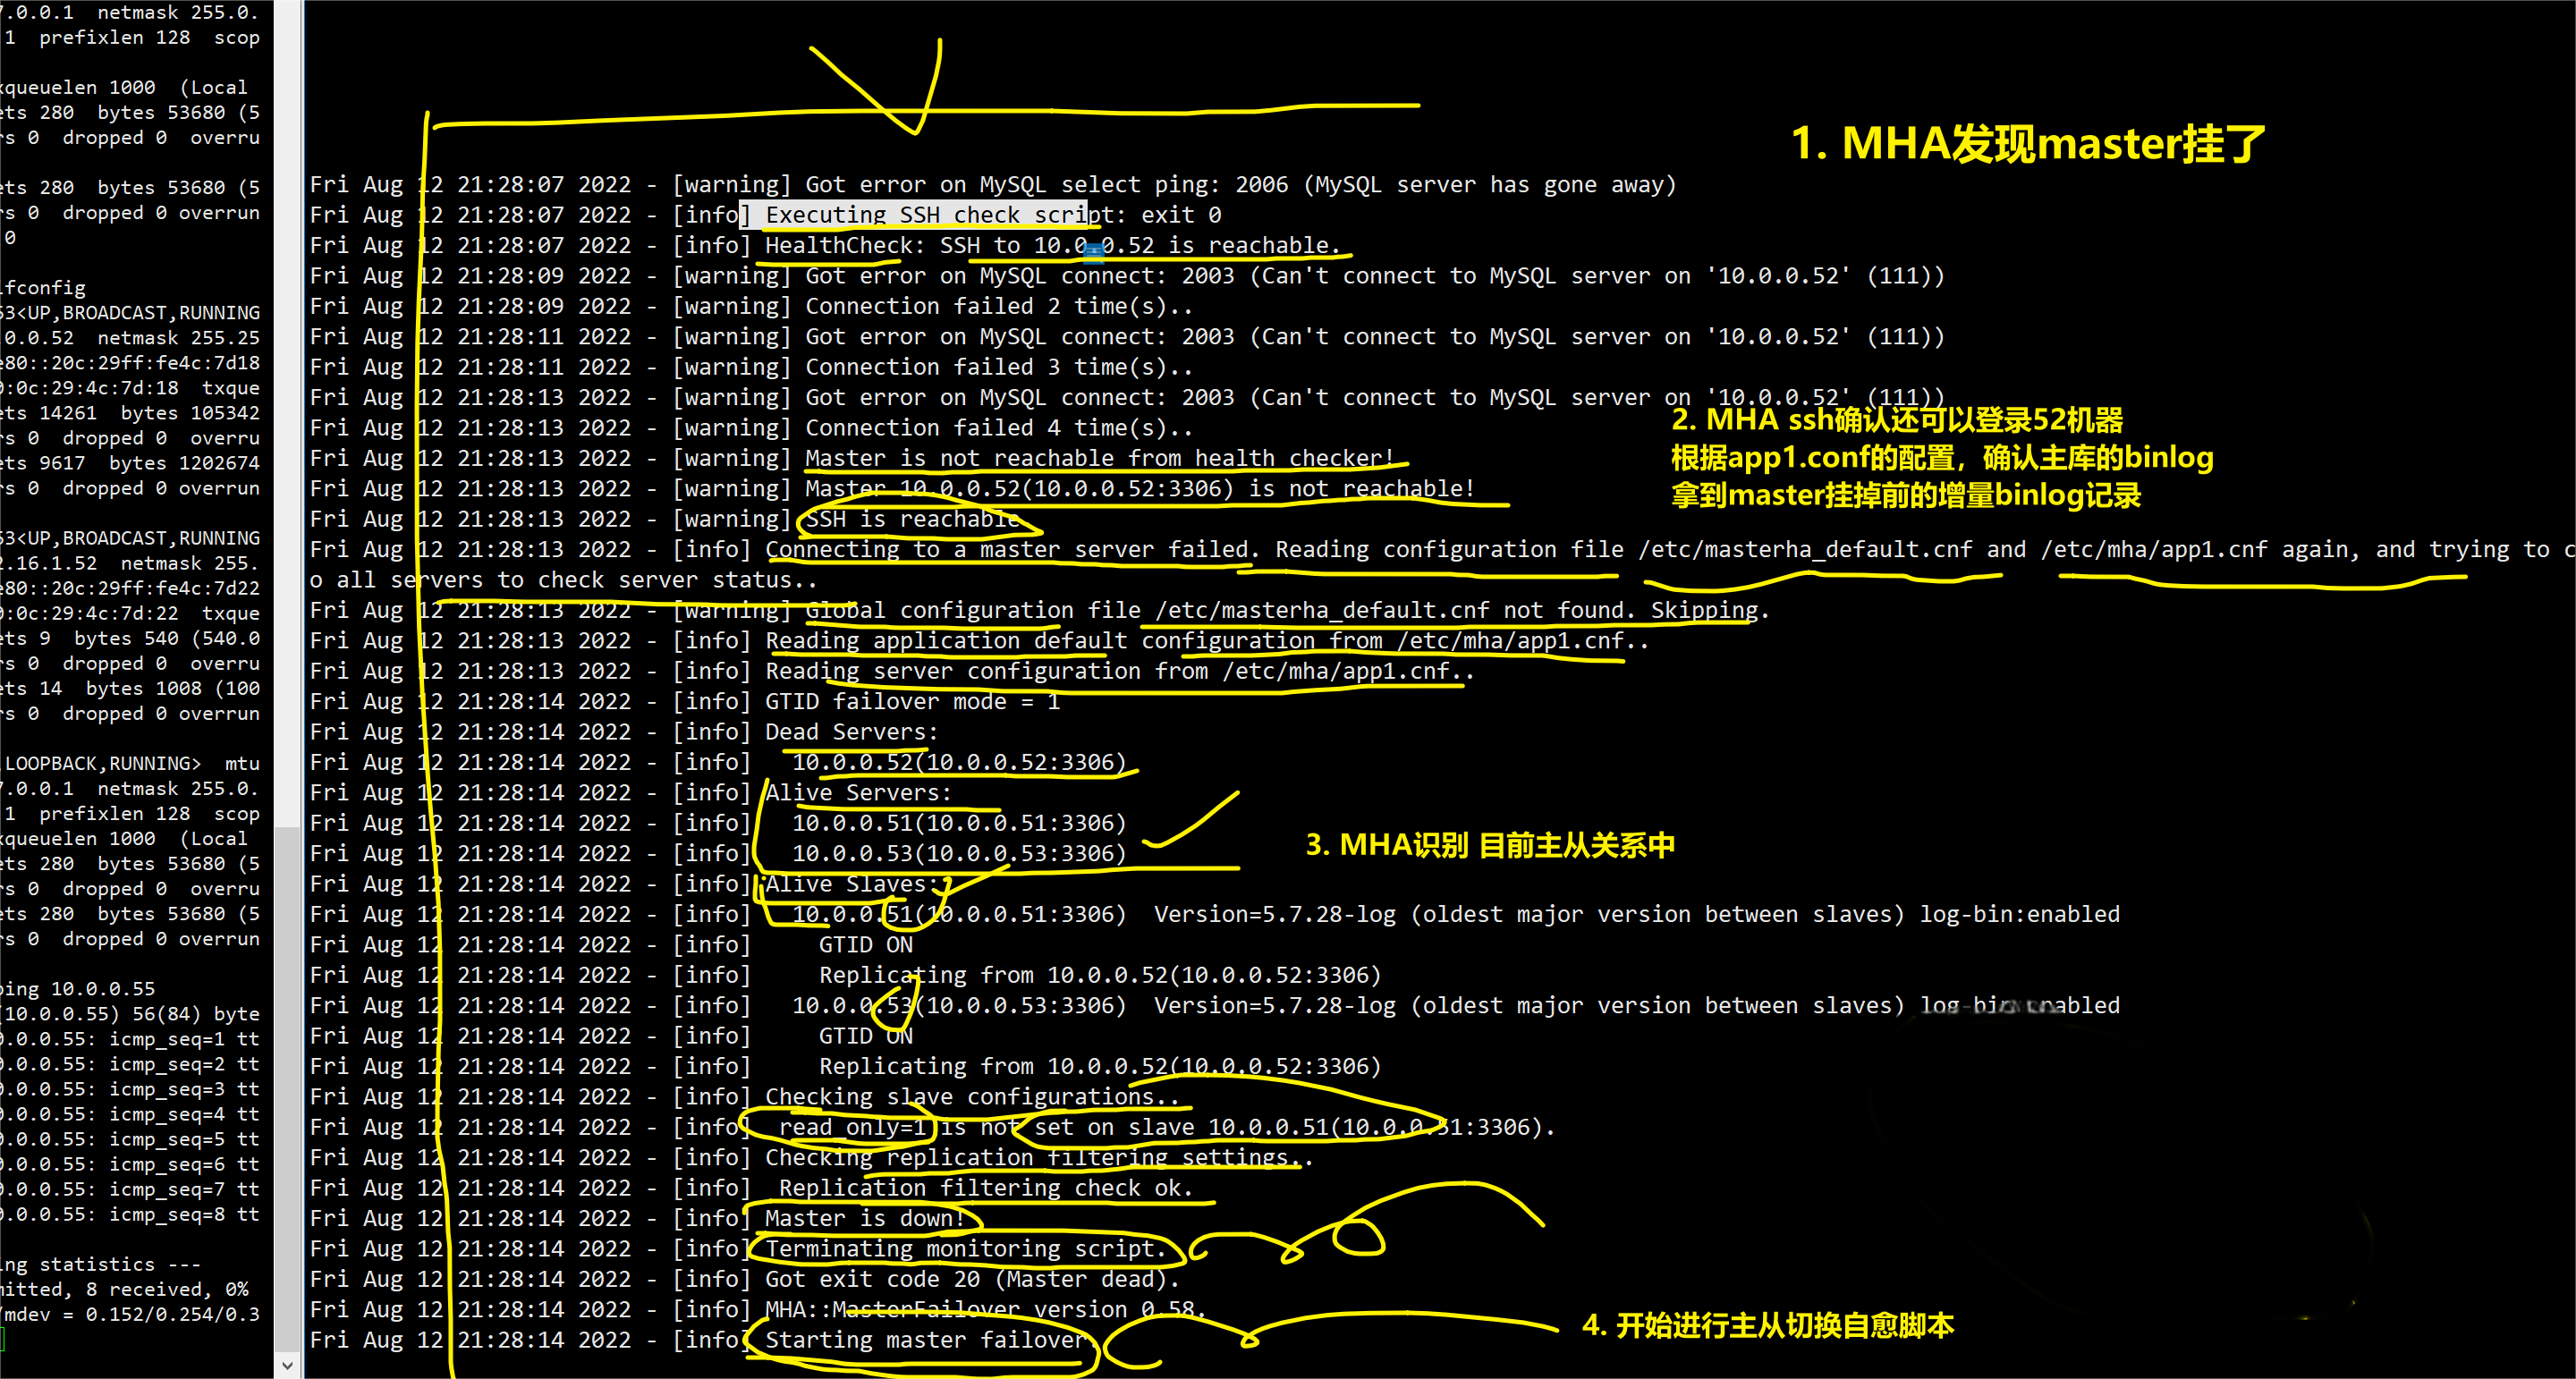 7.0.0.1  netmask 255.0.
1  prefixlen 128  scop
xqueuelen 1000  (Local
ets 280  bytes 53680 (5
rs 0  dropped 0  overru
ets 280  bytes 53680 (5
rs 0  dropped 0 overrun
0
ifconfig
63<UP,BROADCAST,RUNNING
.0.0.52  netmask 255.25
e80::20c:29ff:fe4c:7d18
0:0c:29:4c:7d:18  txque
ets 14261  bytes 105342
rs 0  dropped 0  overru
ets 9617  bytes 1202674
rs 0  dropped 0 overrun
63<UP,BROADCAST,RUNNING
2.16.1.52  netmask 255.
e80::20c:29ff:fe4c:7d22
0:0c:29:4c:7d:22  txque
ets 9  bytes 540 (540.0
rs 0  dropped 0  overru
ets 14  bytes 1008 (100
rs 0  dropped 0 overrun
LOOPBACK,RUNNING>  mtu
7.0.0.1  netmask 255.0.
1  prefixlen 128  scop
xqueuelen 1000  (Local
ets 280  bytes 53680 (5
rs 0  dropped 0  overru
ets 280  bytes 53680 (5
rs 0  dropped 0 overrun
ping 10.0.0.55
(10.0.0.55) 56(84) byte
0.0.0.55: icmp_seq=1 tt
0.0.0.55: icmp_seq=2 tt
0.0.0.55: icmp_seq=3 tt
0.0.0.55: icmp_seq=4 tt
0.0.0.55: icmp_seq=5 tt
0.0.0.55: icmp_seq=6 tt
0.0.0.55: icmp_seq=7 tt
0.0.0.55: icmp_seq=8 tt
ing statistics ---
mitted, 8 received, 0%
/mdev = 0.152/0.254/0.3
1. MHA发现master挂了
Fri Aug 12 21:28:07 2022 - [warning] Got error on MySQL select ping: 2006 (MySQL server has gone away)
Fri Aug 12 21:28:07 2022 - [info] Executing SSH check script: exit 0
Fri Aug 12 21:28:07 2022 - [info] HealthCheck: SSH to 10.0.0.52 is reachable.
Fri Aug 12 21:28:09 2022 - [warning] Got error on MySQL connect: 2003 (Can't connect to MySQL server on '10.0.0.52' (111))
Fri Aug 12 21:28:09 2022 - [warning] Connection failed 2 time(s)..
Fri Aug 12 21:28:11 2022 - [warning] Got error on MySQL connect: 2003 (Can't connect to MySQL server on '10.0.0.52' (111))
Fri Aug 12 21:28:11 2022 - [warning] Connection failed 3 time(s)..
Fri Aug 12 21:28:13 2022 - [warning] Got error on MySQL connect: 2003 (Can't connect to MySQL server on '10.0.0.52' (111))
Fri Aug 12 21:28:13 2022 - [warning] Connection failed 4 time(s)..
2. MHA ssh确认还可以登录52机器
根据app1.conf的配置，确认主库的binlog
拿到master挂掉前的增量binlog记录
Fri Aug 12 21:28:13 2022 - [warning] Master is not reachable from health checker!
Fri Aug 12 21:28:13 2022 - [warning] Master 10.0.0.52(10.0.0.52:3306) is not reachable!
Fri Aug 12 21:28:13 2022 - [warning] SSH is reachable.
Fri Aug 12 21:28:13 2022 - [info] Connecting to a master server failed. Reading configuration file /etc/masterha_default.cnf and /etc/mha/app1.cnf again, and trying to c
o all servers to check server status..
Fri Aug 12 21:28:13 2022 - [warning] Global configuration file /etc/masterha_default.cnf not found. Skipping.
Fri Aug 12 21:28:13 2022 - [info] Reading application default configuration from /etc/mha/app1.cnf..
Fri Aug 12 21:28:13 2022 - [info] Reading server configuration from /etc/mha/app1.cnf..
Fri Aug 12 21:28:14 2022 - [info] GTID failover mode = 1
Fri Aug 12 21:28:14 2022 - [info] Dead Servers:
Fri Aug 12 21:28:14 2022 - [info]   10.0.0.52(10.0.0.52:3306)
Fri Aug 12 21:28:14 2022 - [info] Alive Servers:
Fri Aug 12 21:28:14 2022 - [info]   10.0.0.51(10.0.0.51:3306)
Fri Aug 12 21:28:14 2022 - [info]   10.0.0.53(10.0.0.53:3306)
3. MHA识别 目前主从关系中
Fri Aug 12 21:28:14 2022 - [info] Alive Slaves:
Fri Aug 12 21:28:14 2022 - [info]   10.0.0.51(10.0.0.51:3306)  Version=5.7.28-log (oldest major version between slaves) log-bin:enabled
Fri Aug 12 21:28:14 2022 - [info]     GTID ON
Fri Aug 12 21:28:14 2022 - [info]     Replicating from 10.0.0.52(10.0.0.52:3306)
Fri Aug 12 21:28:14 2022 - [info]   10.0.0.53(10.0.0.53:3306)  Version=5.7.28-log (oldest major version between slaves) log-bin:enabled
Fri Aug 12 21:28:14 2022 - [info]     GTID ON
Fri Aug 12 21:28:14 2022 - [info]     Replicating from 10.0.0.52(10.0.0.52:3306)
Fri Aug 12 21:28:14 2022 - [info] Checking slave configurations..
Fri Aug 12 21:28:14 2022 - [info]  read_only=1 is not set on slave 10.0.0.51(10.0.0.51:3306).
Fri Aug 12 21:28:14 2022 - [info] Checking replication filtering settings..
Fri Aug 12 21:28:14 2022 - [info]  Replication filtering check ok.
Fri Aug 12 21:28:14 2022 - [info] Master is down!
Fri Aug 12 21:28:14 2022 - [info] Terminating monitoring script.
Fri Aug 12 21:28:14 2022 - [info] Got exit code 20 (Master dead).
Fri Aug 12 21:28:14 2022 - [info] MHA::MasterFailover version 0.58.
Fri Aug 12 21:28:14 2022 - [info] Starting master failover.
4. 开始进行主从切换自愈脚本